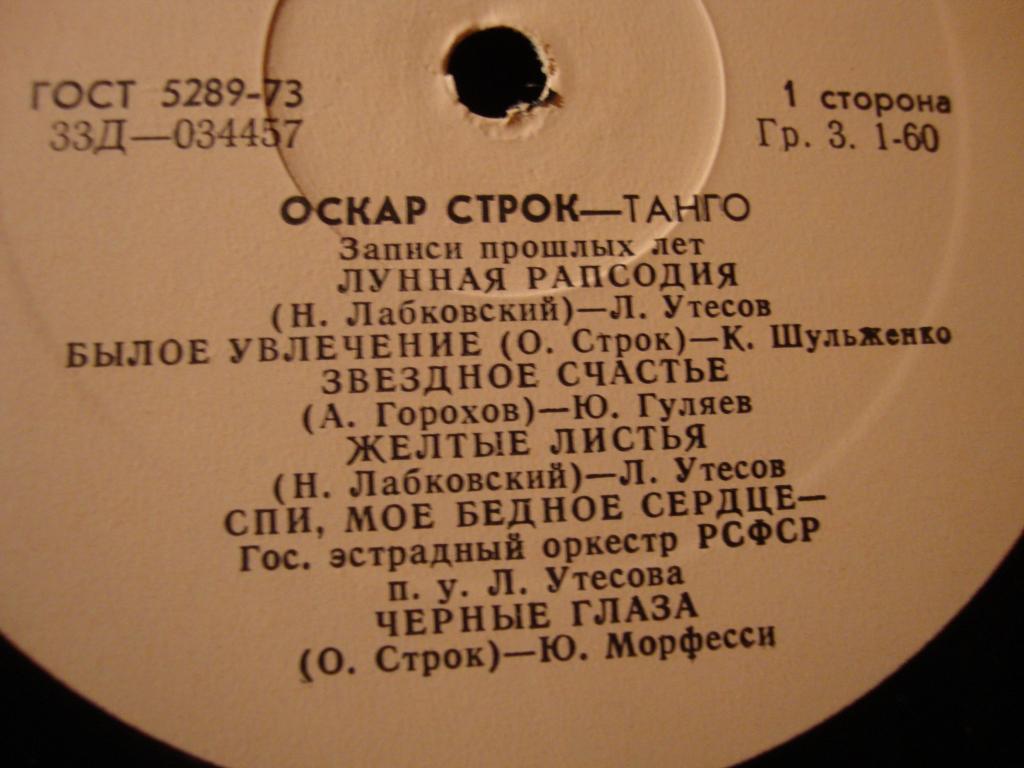 ГОСТ 5289-73
33Д—034457
1 сторона
Гр. 3. 1-60
ОСКАР СТРОК—ТАНГО
Записи прошлых лет
ЛУННАЯ РАПСОДИЯ
(Н. Лабковский)—Л. Утесов
БЫЛОЕ УВЛЕЧЕНИЕ (О. Строк)—К. Шульженко
ЗВЕЗДНОЕ СЧАСТЬЕ
(А. Горохов)—Ю. Гуляев
ЖЕЛТЫЕ ЛИСТЬЯ
(Н. Лабковский)—Л. Утесов
СПИ, МОЕ БЕДНОЕ СЕРДЦЕ—
Гос. эстрадный оркестр РСФСР
п. у. Л. Утесова
ЧЕРНЫЕ ГЛАЗА
(О. Строк)—Ю. Морфесси